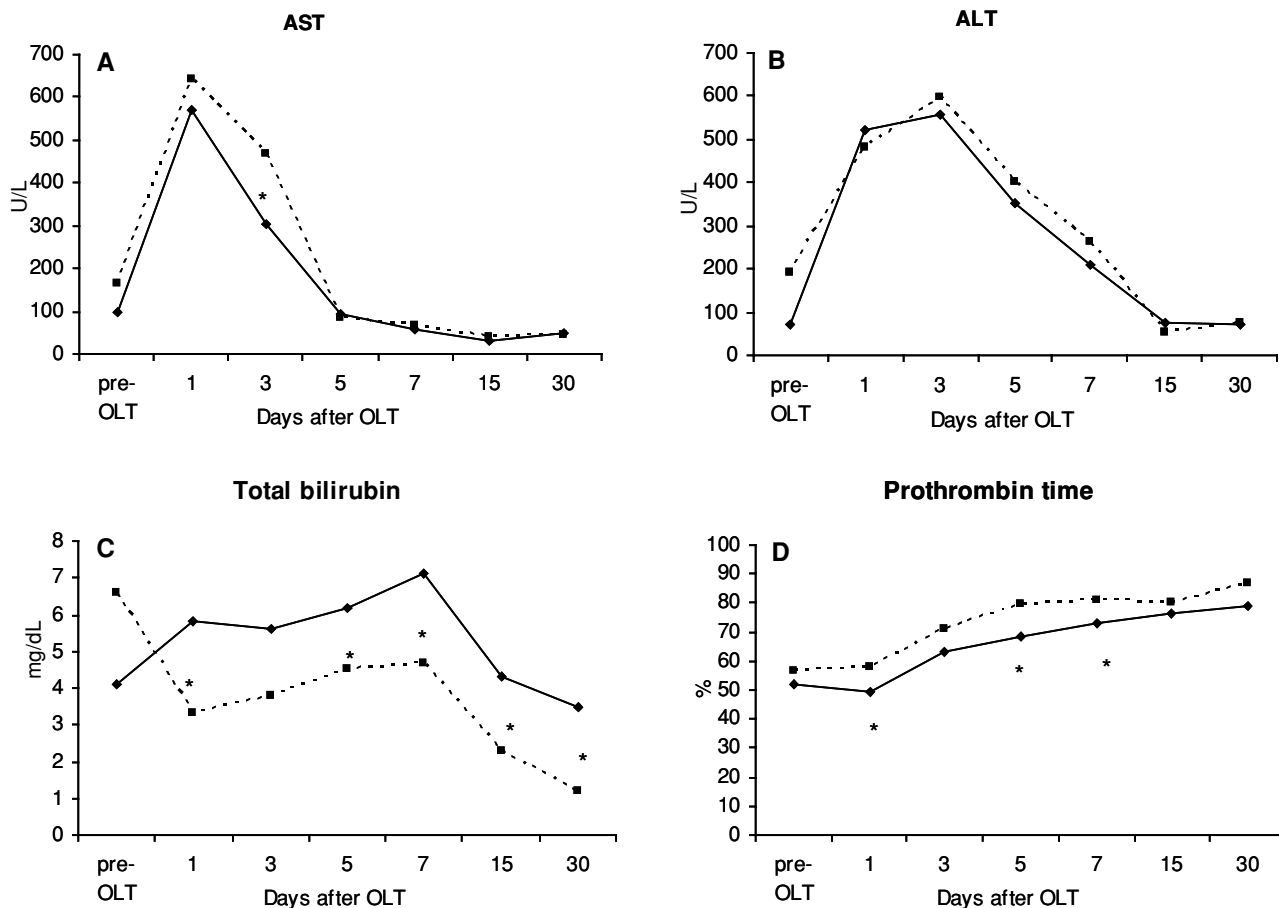 AST
A
700
600
500
400
300
200
100
0
U/L
*
pre-OLT 1 3 5 7 15 30
Days after OLT
ALT
B
700
600
500
400
300
200
100
0
U/L
pre-OLT 1 3 5 7 15 30
Days after OLT
Total bilirubin
C
8
7
6
5
4
3
2
1
0
mg/dL
* * * * *
pre-OLT 1 3 5 7 15 30
Days after OLT
Prothrombin time
D
100
90
80
70
60
50
40
30
20
10
0
%
* * *
pre-OLT 1 3 5 7 15 30
Days after OLT